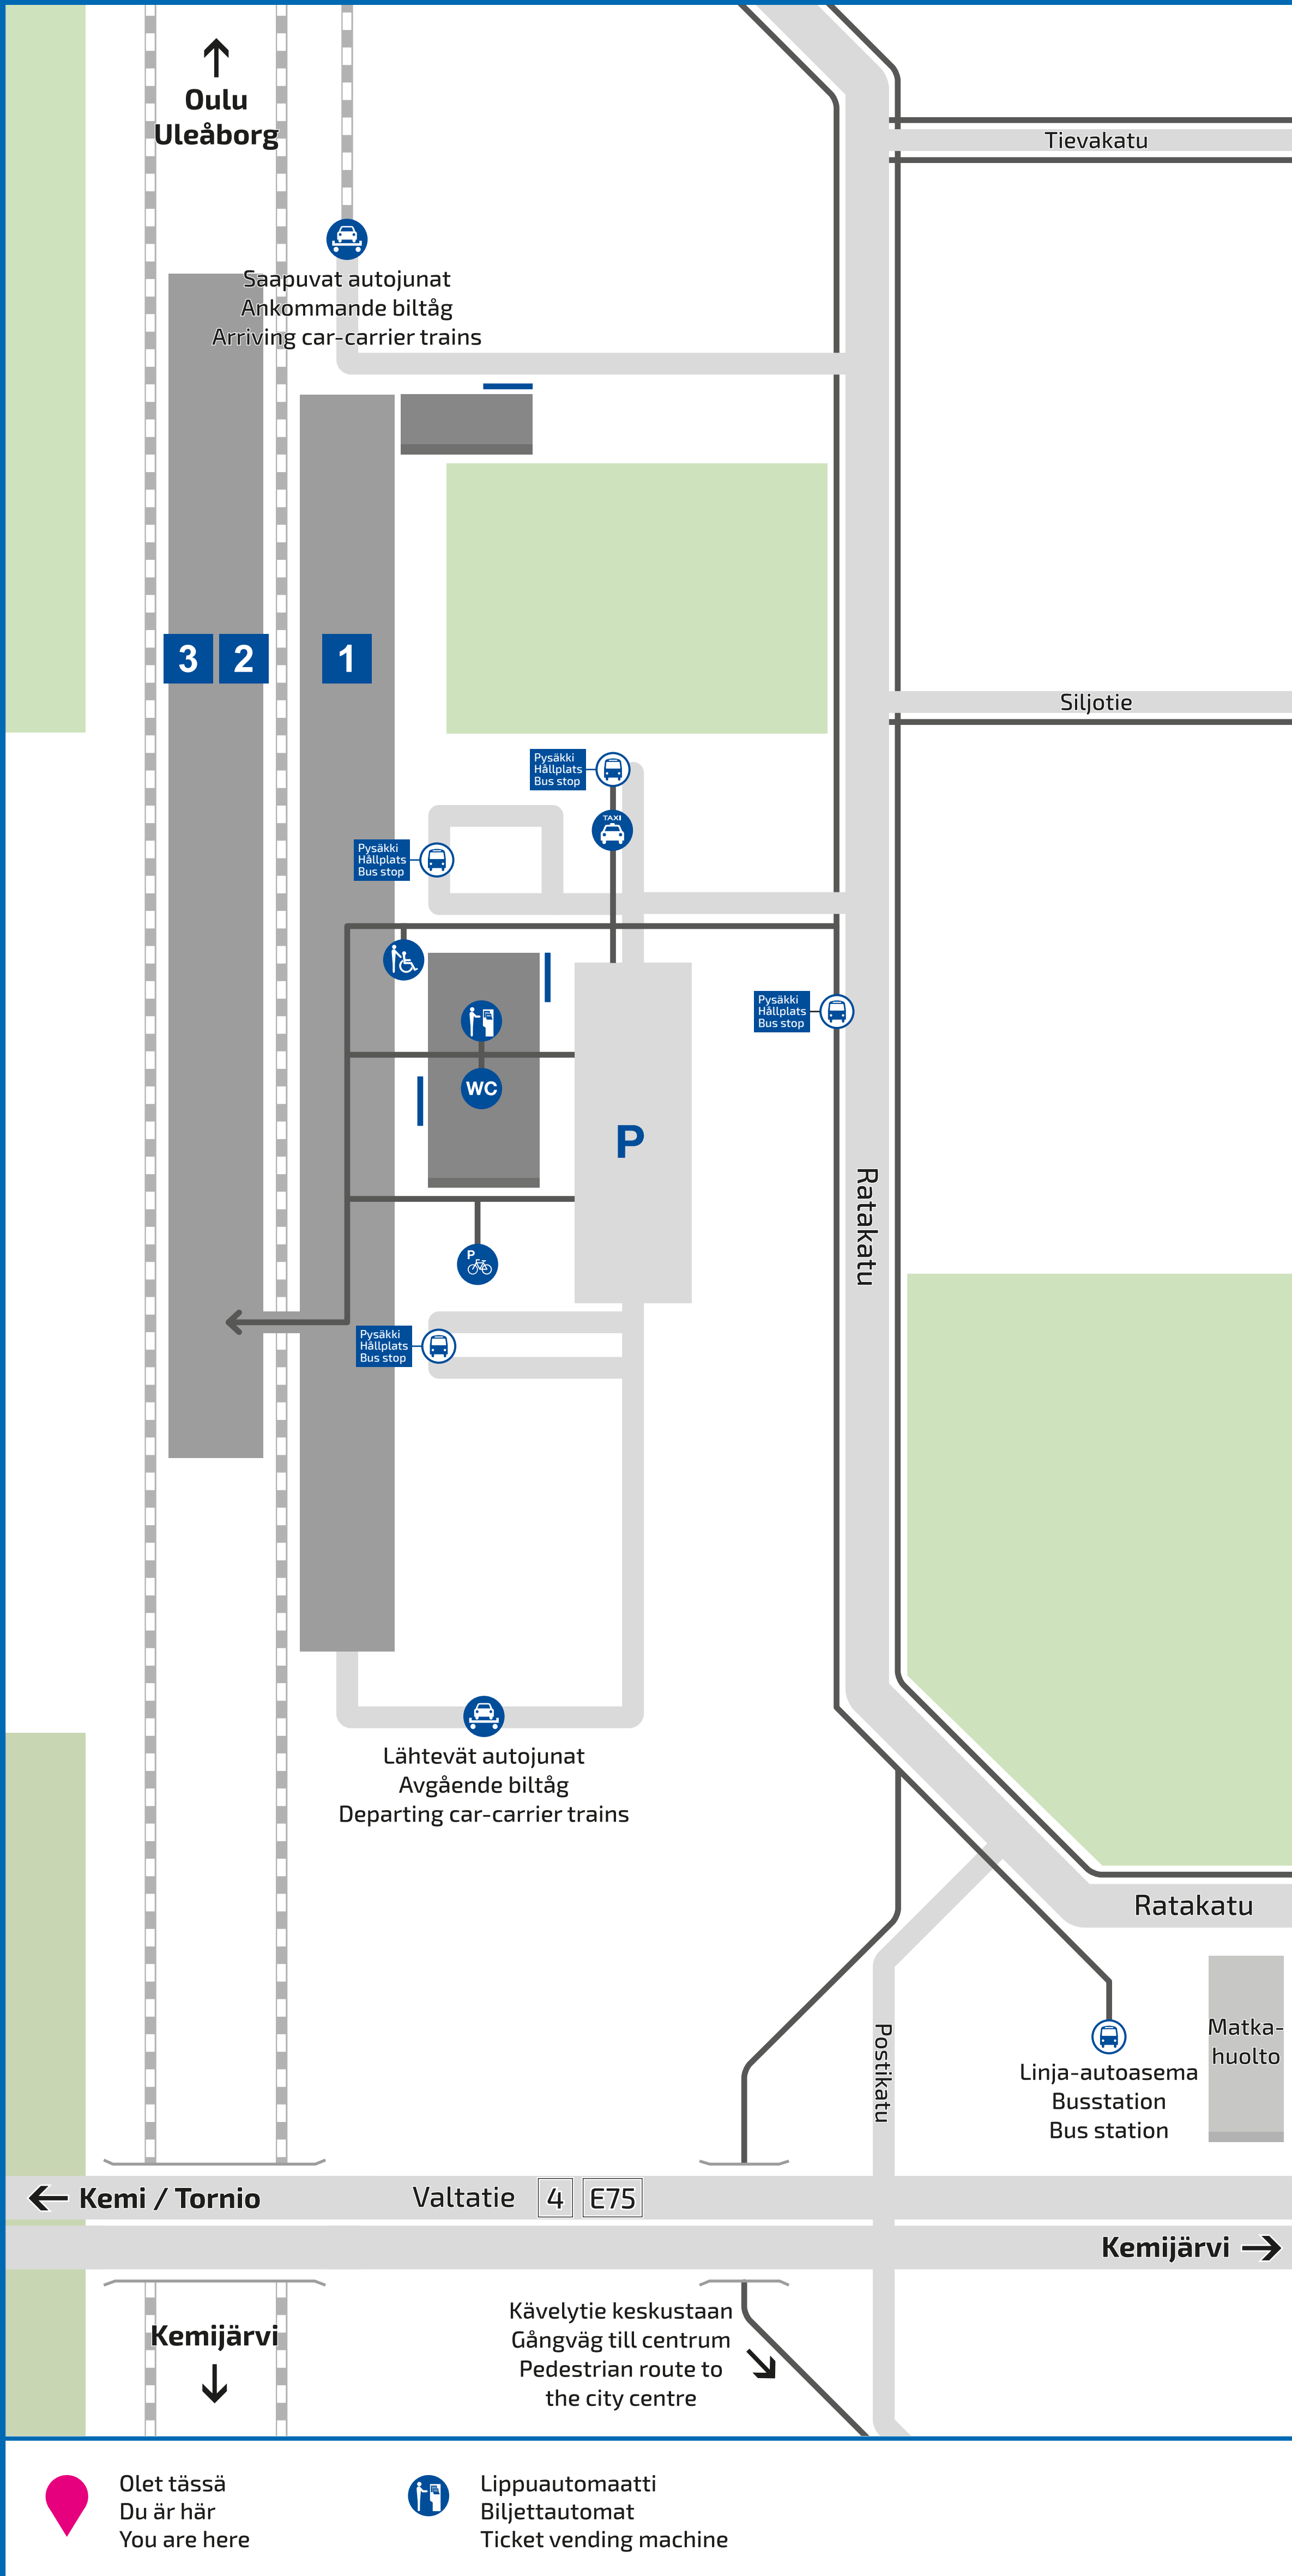 Oulu
Uleåborg
Tievakatu
Saapuvat autojunat
Ankommande biltåg
Arriving car-carrier trains
3
2
1
Siljotie
Pysäkki
Hållplats
Bus stop
TAXI
Pysäkki
Hållplats
Bus stop
Pysäkki
Hållplats
Bus stop
WC
P
Ratakatu
P
Pysäkki
Hållplats
Bus stop
Lähtevät autojunat
Avgående biltåg
Departing car-carrier trains
Ratakatu
Postikatu
Matka-
huolto
Linja-autoasema
Busstation
Bus station
Kemi / Tornio
Valtatie 4 E75
Kemijärvi
Kemijärvi
Kävelytie keskustaan
Gångväg till centrum
Pedestrian route to
the city centre
Olet tässä
Du är här
You are here
Lippuautomaatti
Biljettautomat
Ticket vending machine